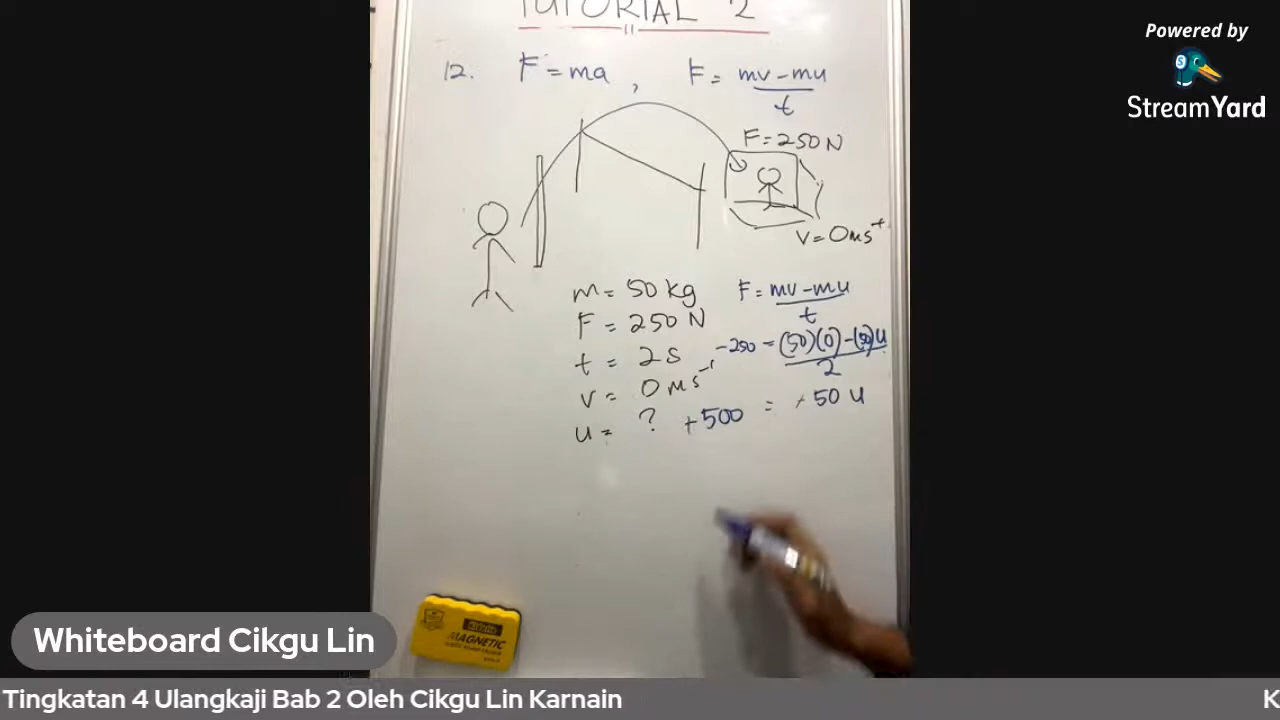 TUTORIAL 2
12. F = ma , F = mv - mu / t
F = 250 N
v = 0 ms⁻¹
m = 50 kg
F = 250 N
t = 2 s
v = 0 ms⁻¹
u = ?
F = mv - mu / t
-250 = (50)(0) - (50)u / 2
+500 = +50 u
MAGNETIC
Powered by
StreamYard
Whiteboard Cikgu Lin
Tingkatan 4 Ulangkaji Bab 2 Oleh Cikgu Lin Karnain
K